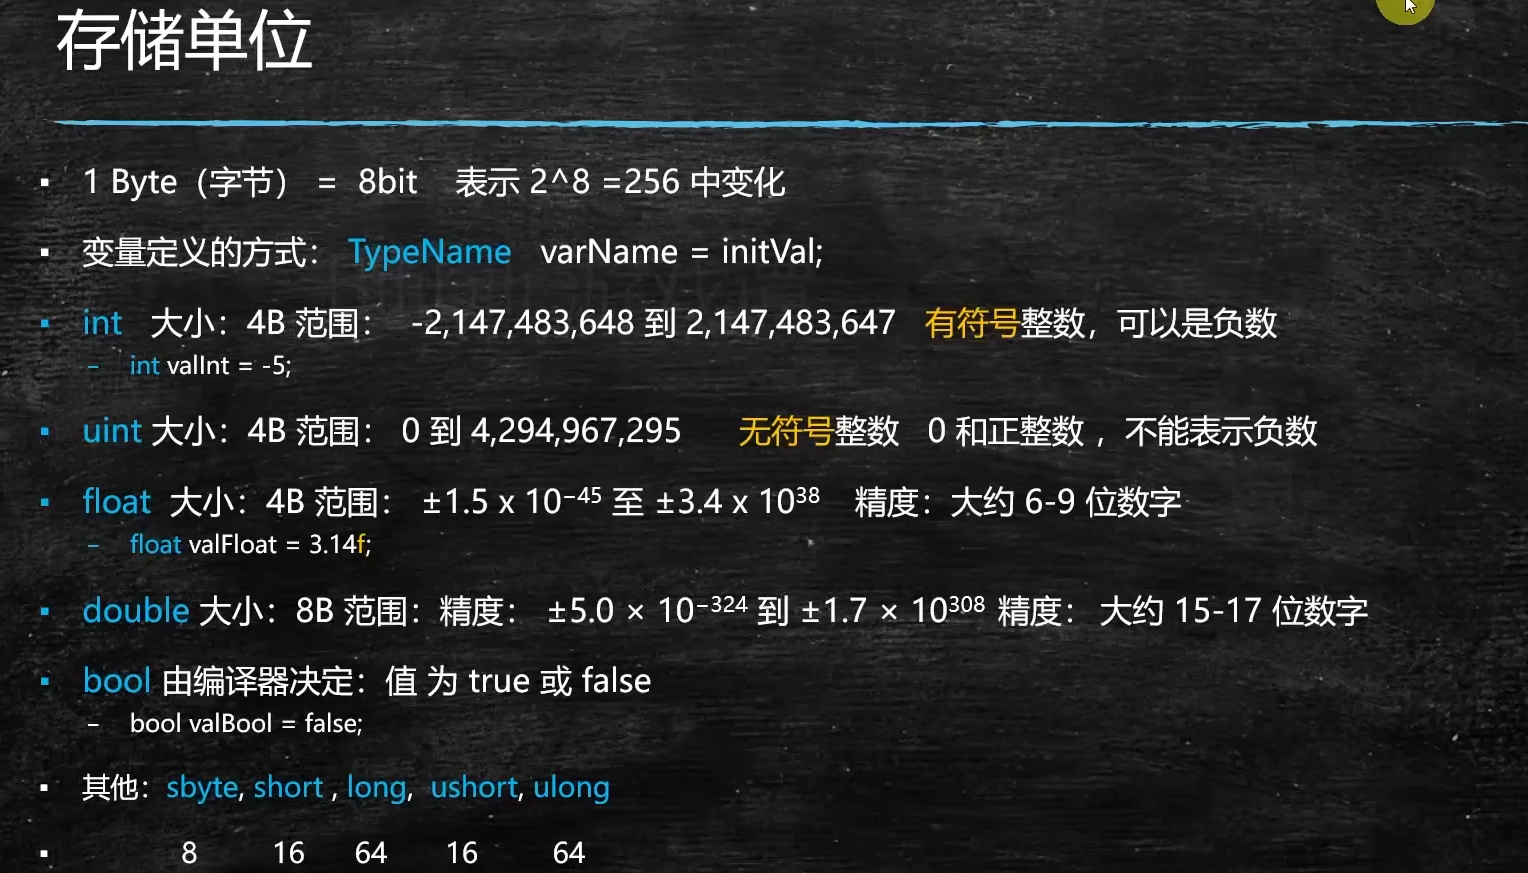 存储单位
▪ 1 Byte（字节） = 8bit 表示 2^8 =256 中变化
▪ 变量定义的方式： TypeName varName = initVal;
▪ int 大小：4B 范围： -2,147,483,648 到 2,147,483,647 有符号整数，可以是负数
– int valInt = -5;
▪ uint 大小：4B 范围： 0 到 4,294,967,295 无符号整数 0 和正整数 ，不能表示负数
▪ float 大小：4B 范围： ±1.5 x 10⁻⁴⁵ 至 ±3.4 x 10³⁸ 精度：大约 6-9 位数字
– float valFloat = 3.14f;
▪ double 大小：8B 范围：精度： ±5.0 × 10⁻³²⁴ 到 ±1.7 × 10³⁰⁸ 精度： 大约 15-17 位数字
▪ bool 由编译器决定：值 为 true 或 false
– bool valBool = false;
▪ 其他：sbyte, short , long, ushort, ulong
▪ 8 16 64 16 64